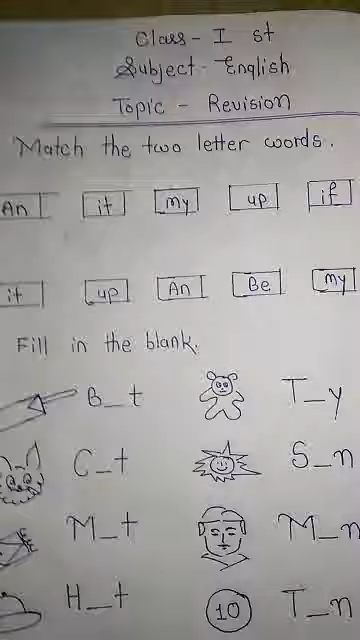 Class - I st
Subject - English
Topic - Revision
Match the two letter words.
An it my up if
it up An Be my
Fill in the blank.
B_t T_y
C_t S_n
M_t M_n
H_t 10 T_n